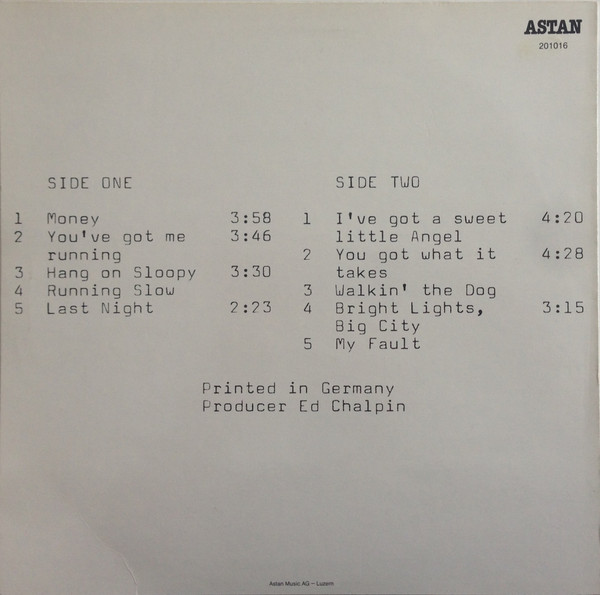 ASTAN
201016
SIDE ONE
1 Money 3:58
2 You've got me 3:46
running
3 Hang on Sloopy 3:30
4 Running Slow
5 Last Night 2:23
SIDE TWO
1 I've got a sweet 4:20
little Angel
2 You got what it 4:28
takes
3 Walkin' the Dog
4 Bright Lights, 3:15
Big City
5 My Fault
Printed in Germany
Producer Ed Chalpin
Astan Music AG – Luzern